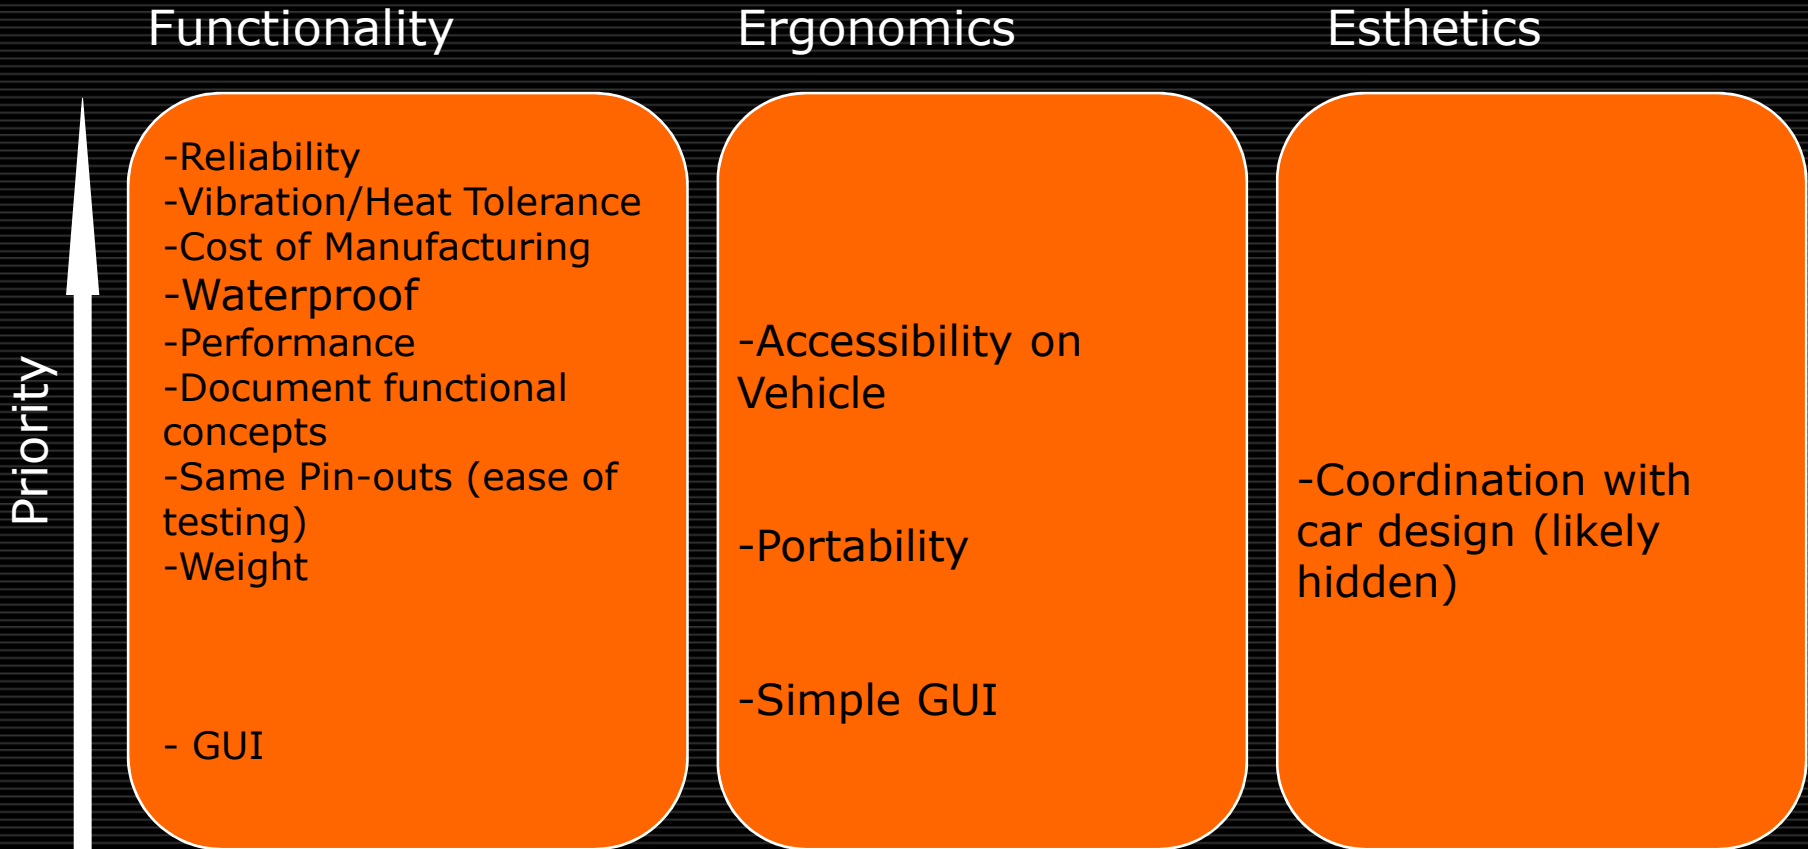 Functionality
Ergonomics
Esthetics
Priority
-Reliability
-Vibration/Heat Tolerance
-Cost of Manufacturing
-Waterproof
-Performance
-Document functional
concepts
-Same Pin-outs (ease of
testing)
-Weight
- GUI
-Accessibility on
Vehicle
-Portability
-Simple GUI
-Coordination with
car design (likely
hidden)